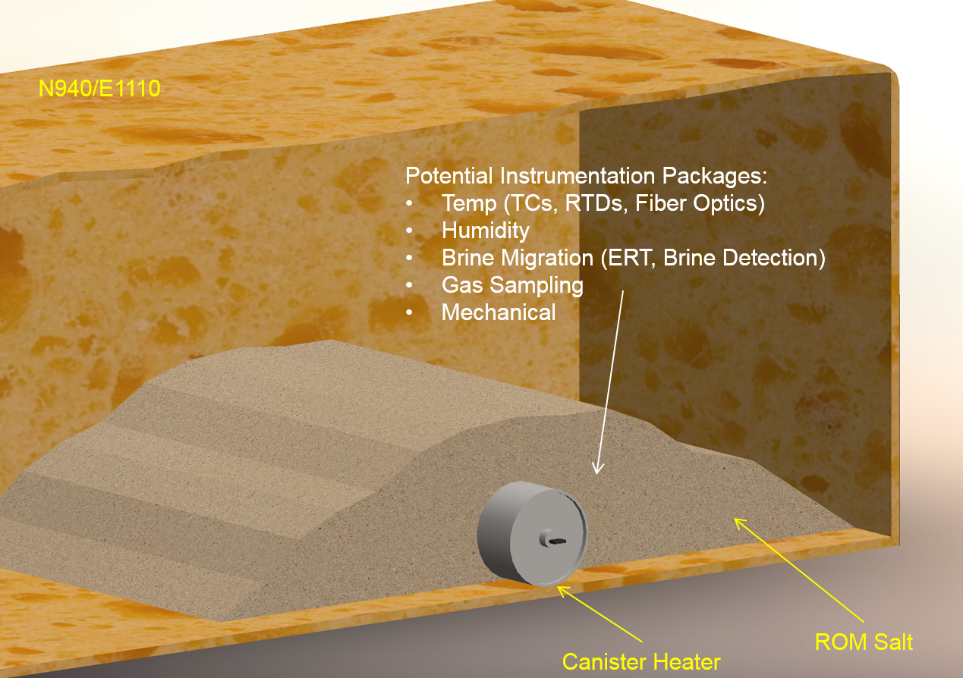 N940/E1110
Potential Instrumentation Packages:
• Temp (TCs, RTDs, Fiber Optics)
• Humidity
• Brine Migration (ERT, Brine Detection)
• Gas Sampling
• Mechanical
ROM Salt
Canister Heater